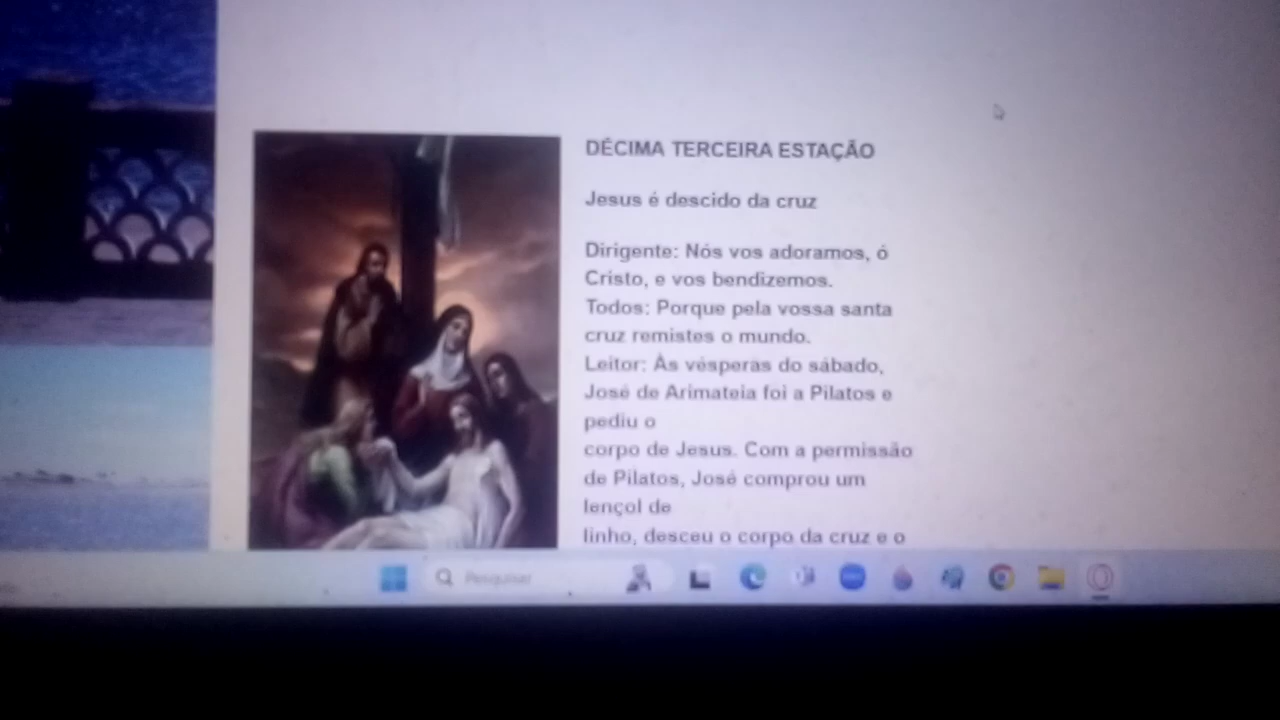 DÉCIMA TERCEIRA ESTAÇÃO
Jesus é descido da cruz
Dirigente: Nós vos adoramos, ó
Cristo, e vos bendizemos.
Todos: Porque pela vossa santa
cruz remistes o mundo.
Leitor: Às vésperas do sábado,
José de Arimateia foi a Pilatos e
pediu o
corpo de Jesus. Com a permissão
de Pilatos, José comprou um
lençol de
linho, desceu o corpo da cruz e o
Pesquisar